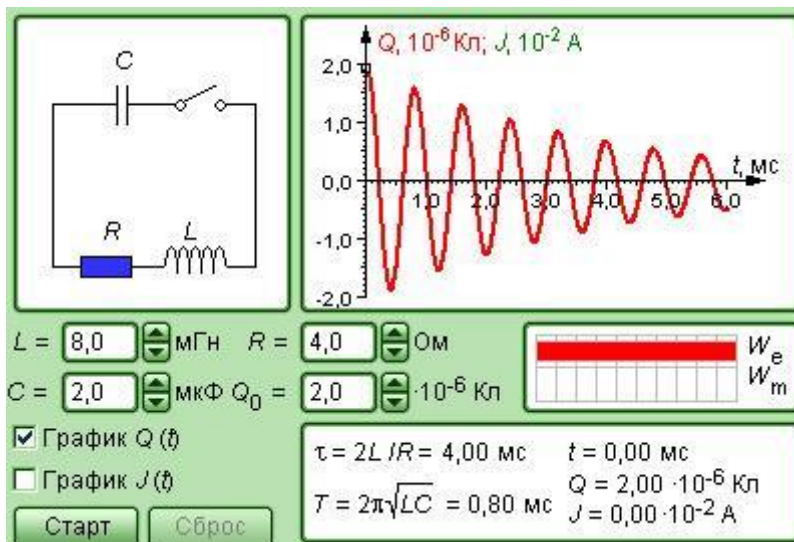 C
R
L
Q, 10⁻⁶ Кл; J, 10⁻² А
2,0
1,0
0,0
-1,0
-2,0
1,0 2,0 3,0 4,0 5,0 6,0
t, мс
L = 8,0 мГн R = 4,0 Ом
C = 2,0 мкФ Q₀ = 2,0 ·10⁻⁶ Кл
Wₑ
Wₘ
График Q (t)
График J (t)
Старт Сброс
τ = 2L /R = 4,00 мс
T = 2π√LC = 0,80 мс
t = 0,00 мс
Q = 2,00 ·10⁻⁶ Кл
J = 0,00·10⁻² А